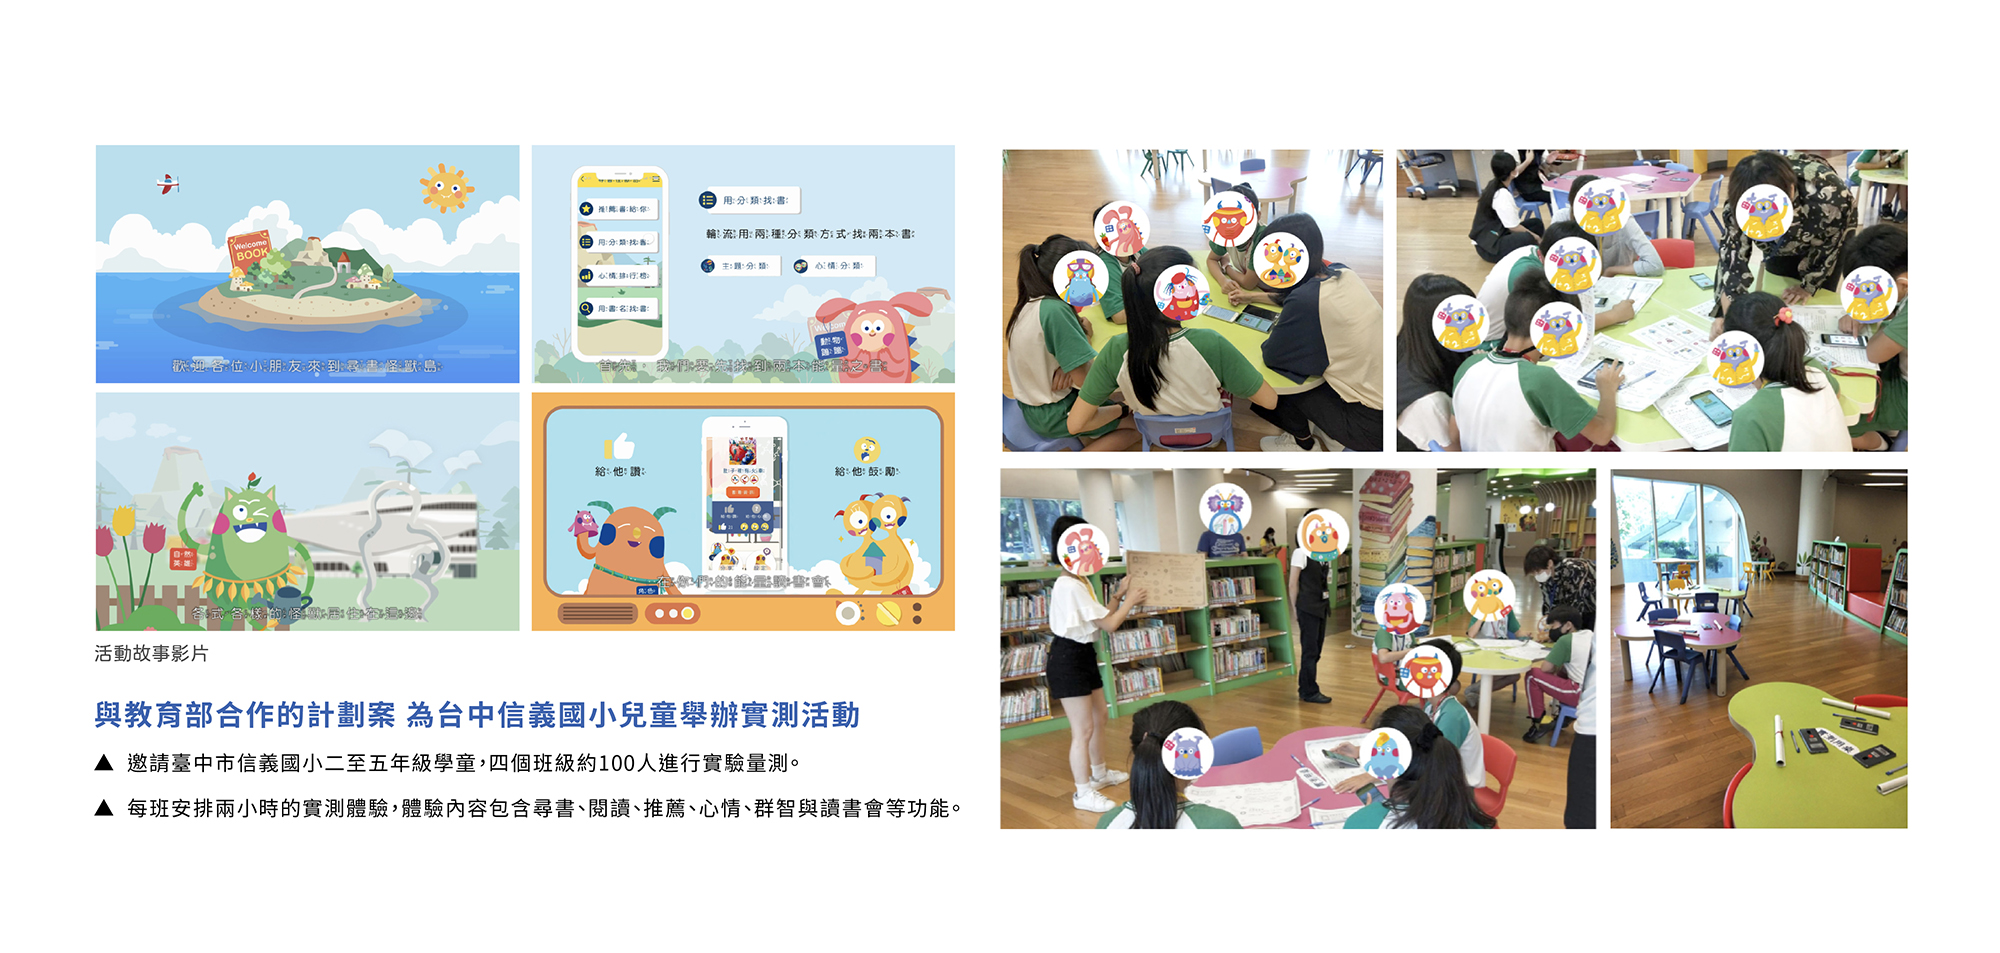 Welcome
BOOK
歡迎各位小朋友來到尋書怪獸島
推薦書給你
用分類找書
心情排行榜
用書名找書
用分類找書
輪流用兩種分類方式找兩本書
主題分類
心情分類
首先,我們要先找到兩本能量之書
自然
英雄
各式各樣的怪獸居住在這邊
給他讚
給他鼓勵
在你們的能量讀書會
活動故事影片
與教育部合作的計劃案 為台中信義國小兒童舉辦實測活動
▲ 邀請臺中市信義國小二至五年級學童,四個班級約100人進行實驗量測。
▲ 每班安排兩小時的實測體驗,體驗內容包含尋書、閱讀、推薦、心情、群智與讀書會等功能。